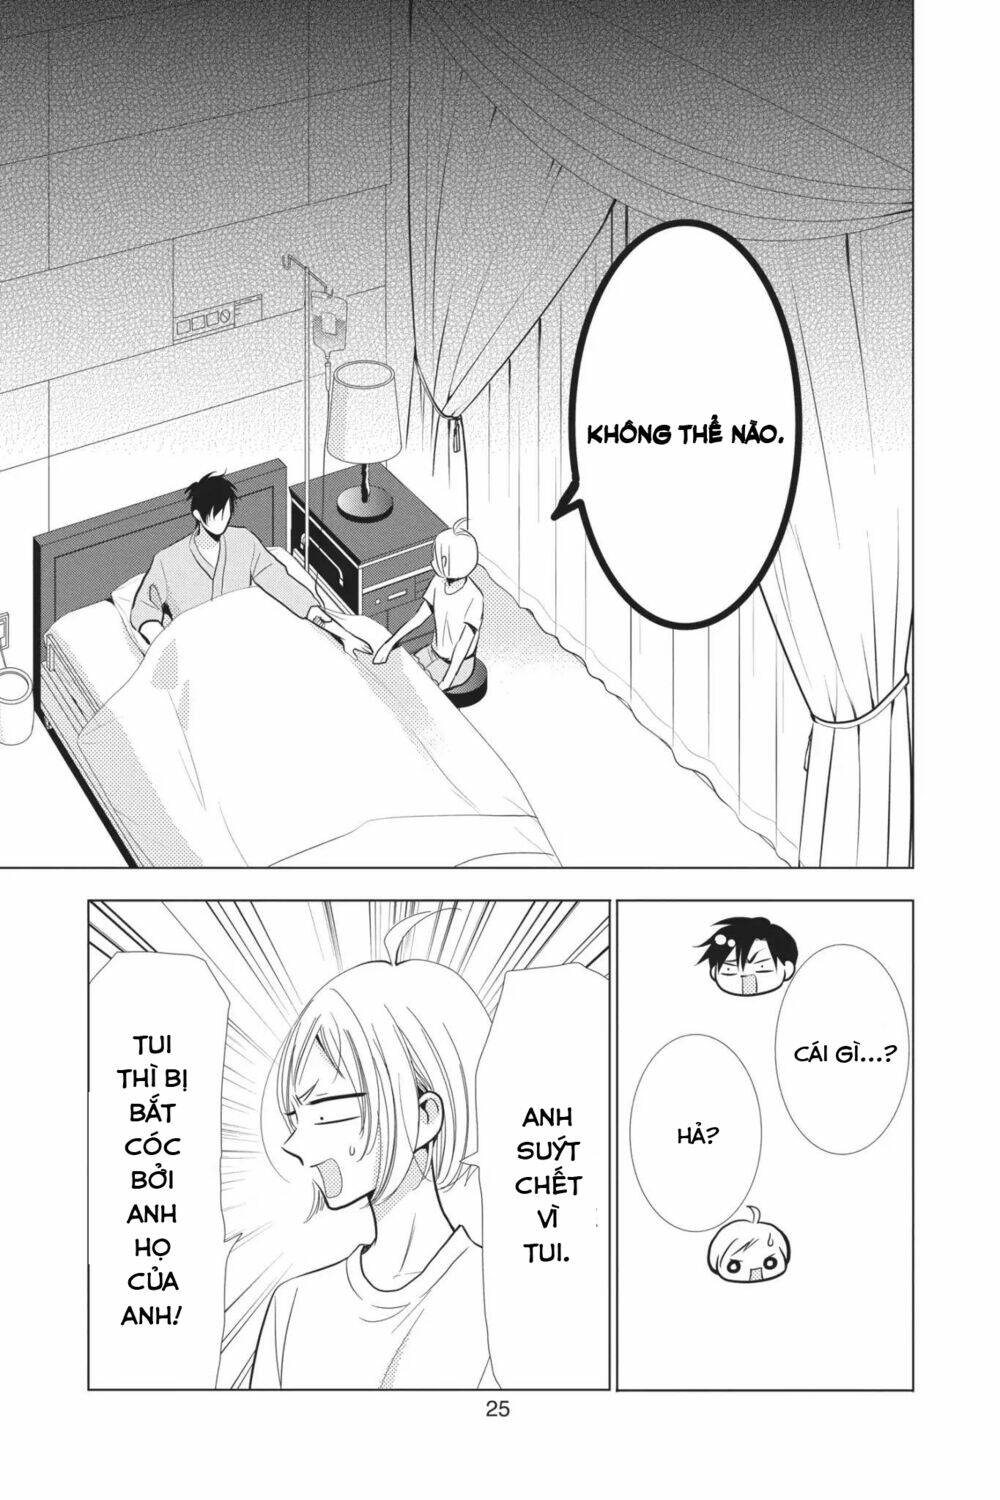 KHÔNG THỂ NÀO.
CÁI GÌ...?
HẢ?
ANH
SUÝT
CHẾT
VÌ
TUI.
TUI
THÌ BỊ
BẮT
CÓC
BỞI
ANH
HỌ
CỦA
ANH!
25